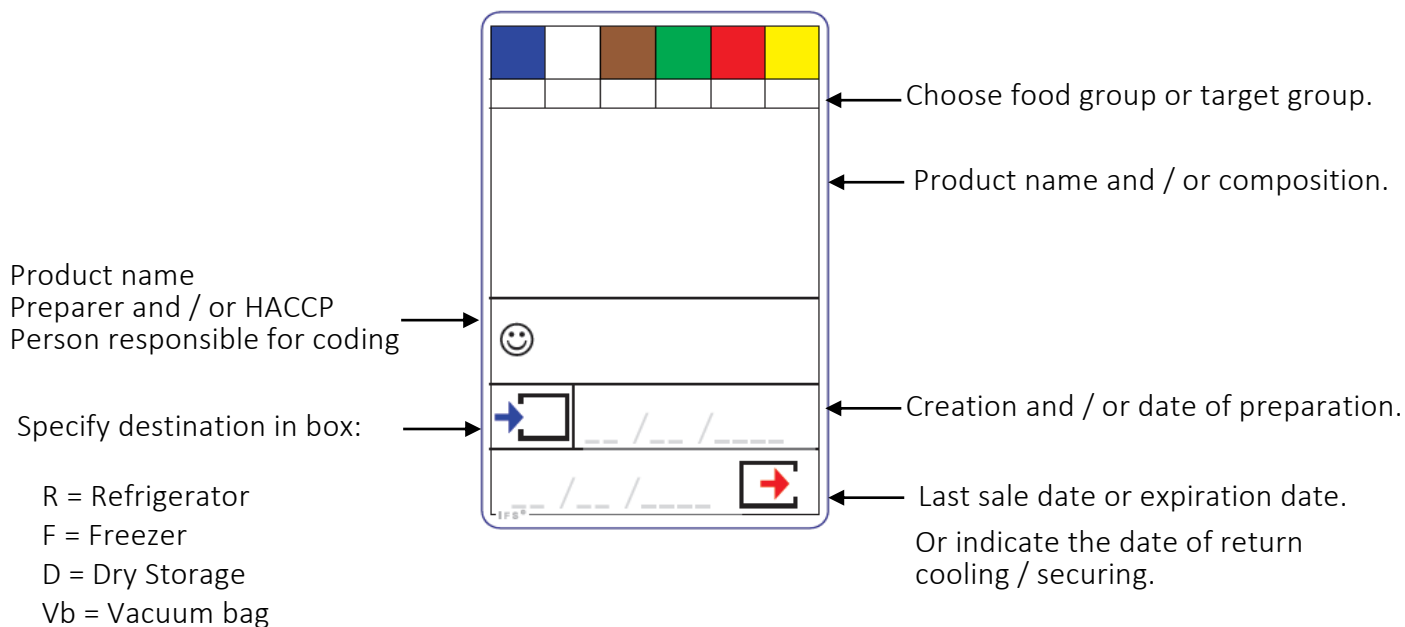 Choose food group or target group.
Product name and / or composition.
Product name
Preparer and / or HACCP
Person responsible for coding
Creation and / or date of preparation.
Specify destination in box:
__ /__ /____
R = Refrigerator
F = Freezer
D = Dry Storage
Vb = Vacuum bag
__ /__ /____
IFS®
Last sale date or expiration date.
Or indicate the date of return
cooling / securing.